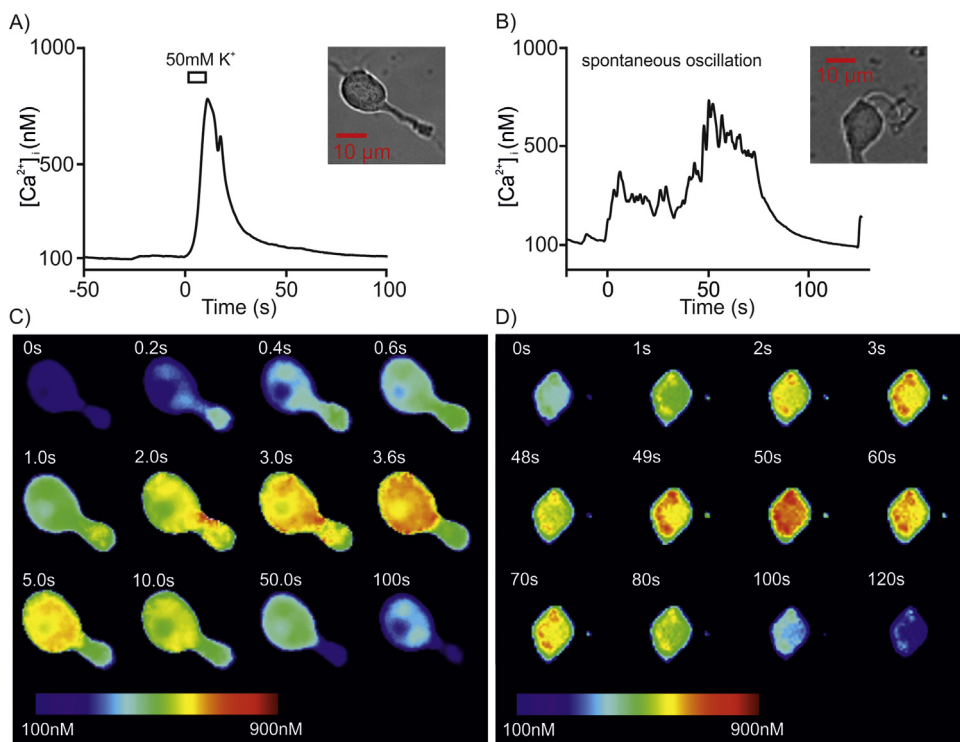 A)
B)
1000
500
100
[Ca²⁺]ᵢ (nM)
50mM K⁺
10 µm
-50
0
50
100
Time (s)
1000
500
100
[Ca²⁺]ᵢ (nM)
spontaneous oscillation
10 µm
0
50
100
Time (s)
C)
0s
0.2s
0.4s
0.6s
1.0s
2.0s
3.0s
3.6s
5.0s
10.0s
50.0s
100s
100nM
900nM
D)
0s
1s
2s
3s
48s
49s
50s
60s
70s
80s
100s
120s
100nM
900nM